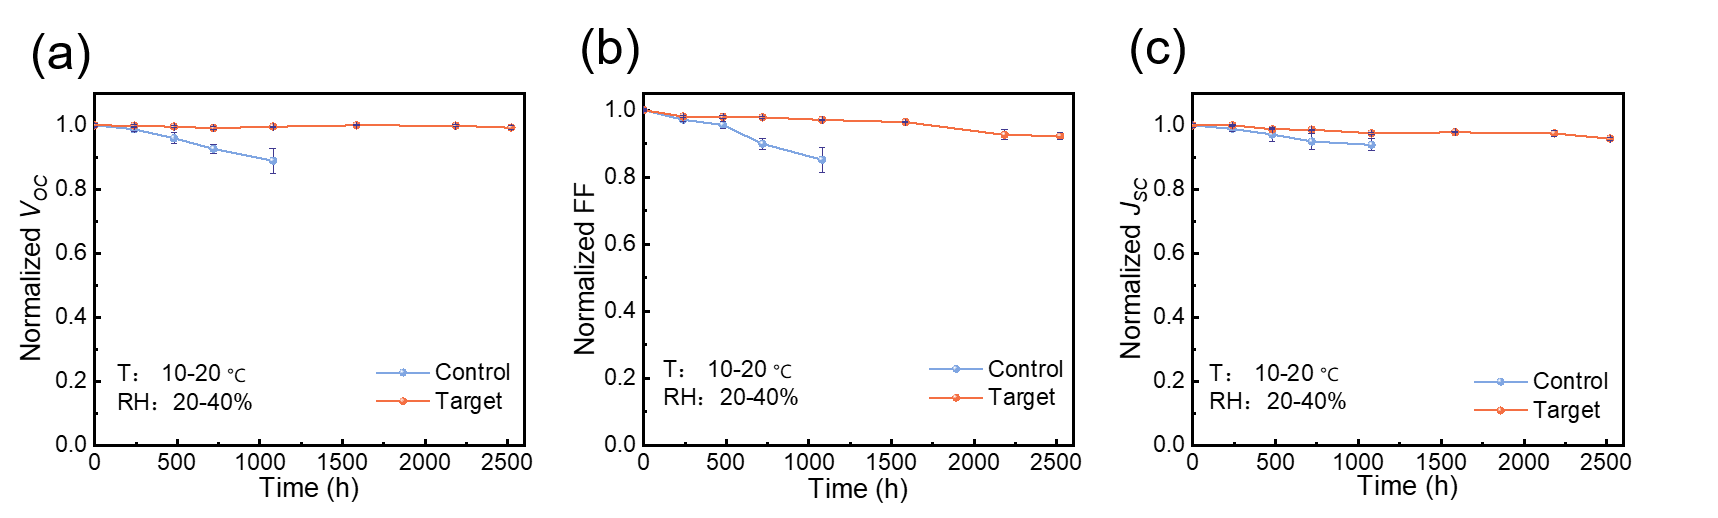 (a)
1.0
0.8
0.6
0.4
0.2
0.0
Normalized VOC
T： 10-20 ℃
RH：20-40%
Control
Target
0 500 1000 1500 2000 2500
Time (h)
(b)
1.0
0.8
0.6
0.4
0.2
0.0
Normalized FF
T： 10-20 ℃
RH：20-40%
Control
Target
0 500 1000 1500 2000 2500
Time (h)
(c)
1.0
0.8
0.6
0.4
0.2
0.0
Normalized JSC
T： 10-20 ℃
RH：20-40%
Control
Target
0 500 1000 1500 2000 2500
Time (h)